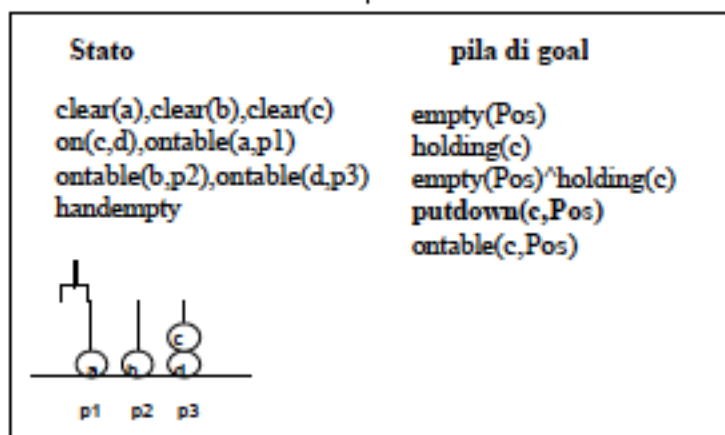 Stato
pila di goal
clear(a),clear(b),clear(c)
on(c,d),ontable(a,p1)
ontable(b,p2),ontable(d,p3)
handempty
empty(Pos)
holding(c)
empty(Pos)^holding(c)
putdown(c,Pos)
ontable(c,Pos)
c
a b d
p1 p2 p3